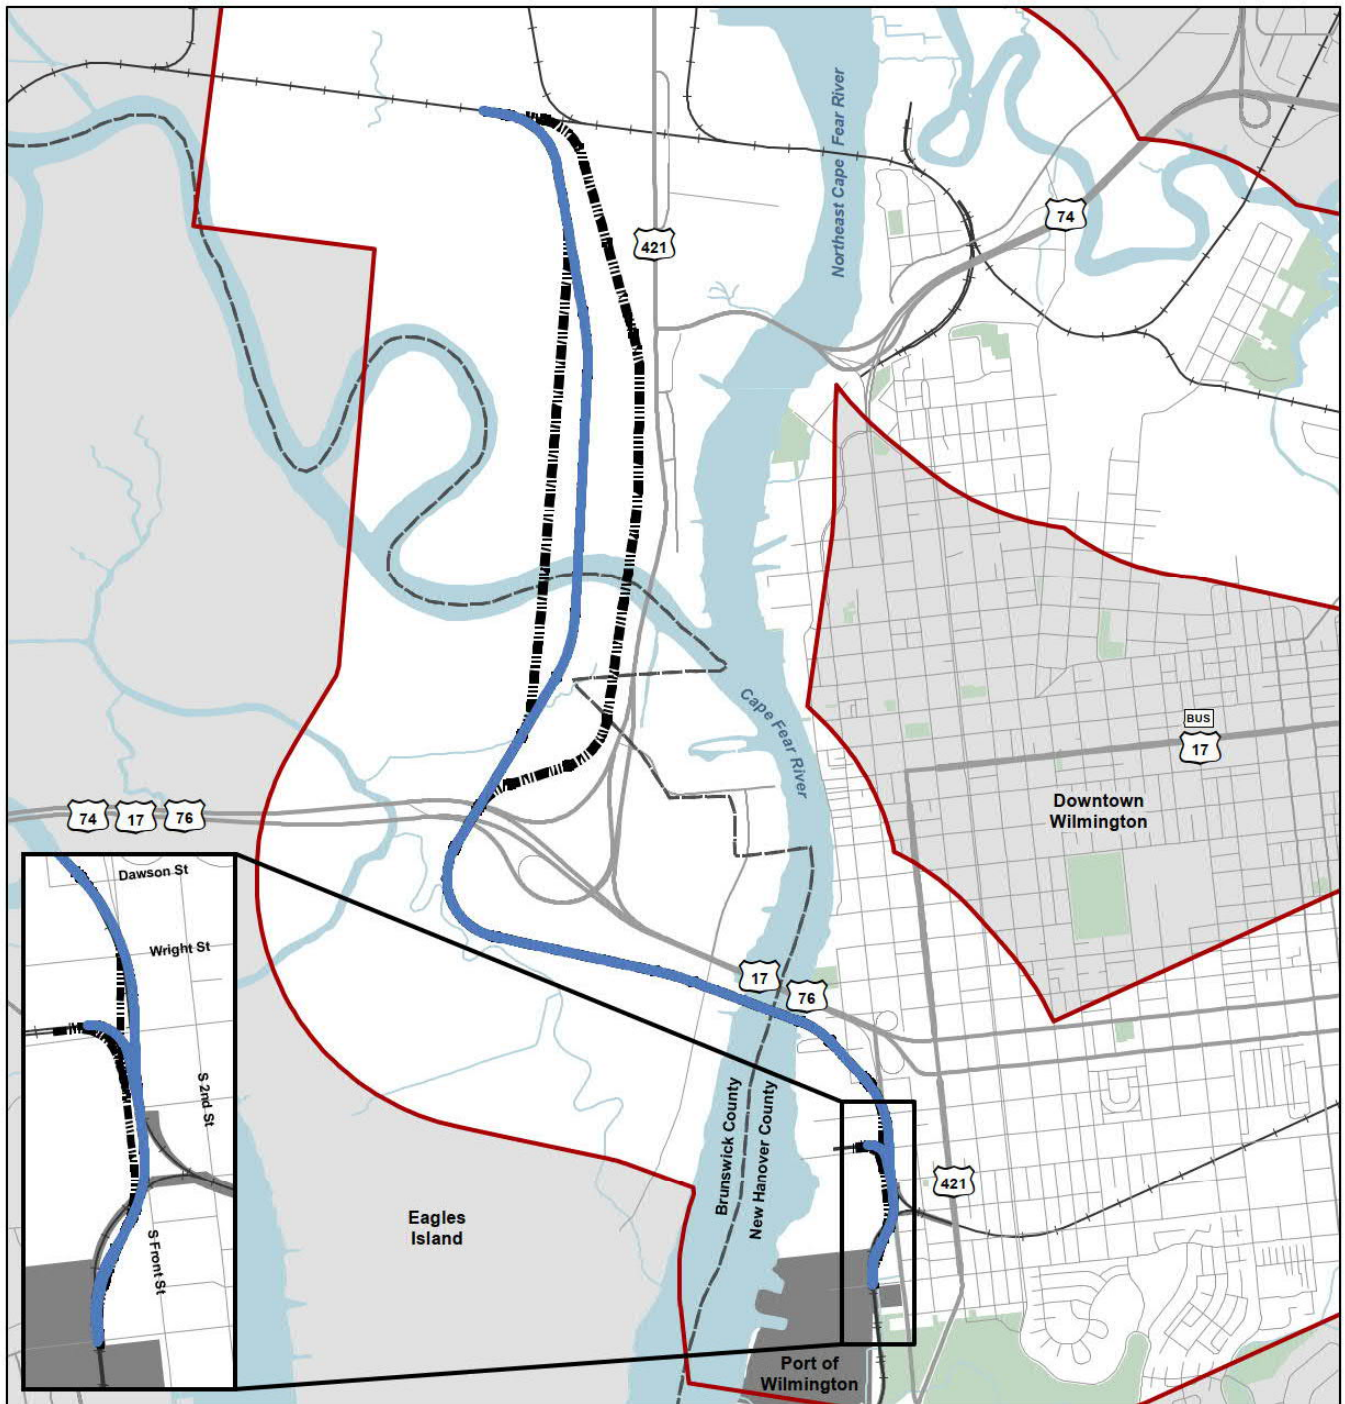 Northeast Cape Fear River
74
421
Cape Fear River
BUS
17
Downtown
Wilmington
74
17
76
Dawson St
Wright St
S 2nd St
S Front St
17
76
Brunswick County
New Hanover County
421
Eagles
Island
Port of
Wilmington